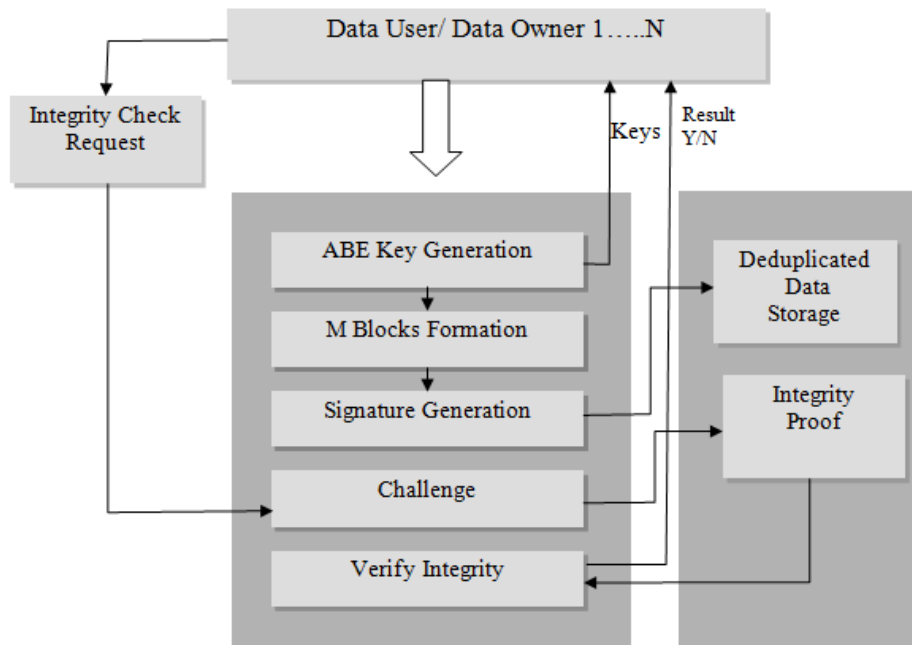 Data User/ Data Owner 1…..N
Integrity Check
Request
Keys
Result
Y/N
ABE Key Generation
M Blocks Formation
Signature Generation
Challenge
Verify Integrity
Deduplicated
Data
Storage
Integrity
Proof